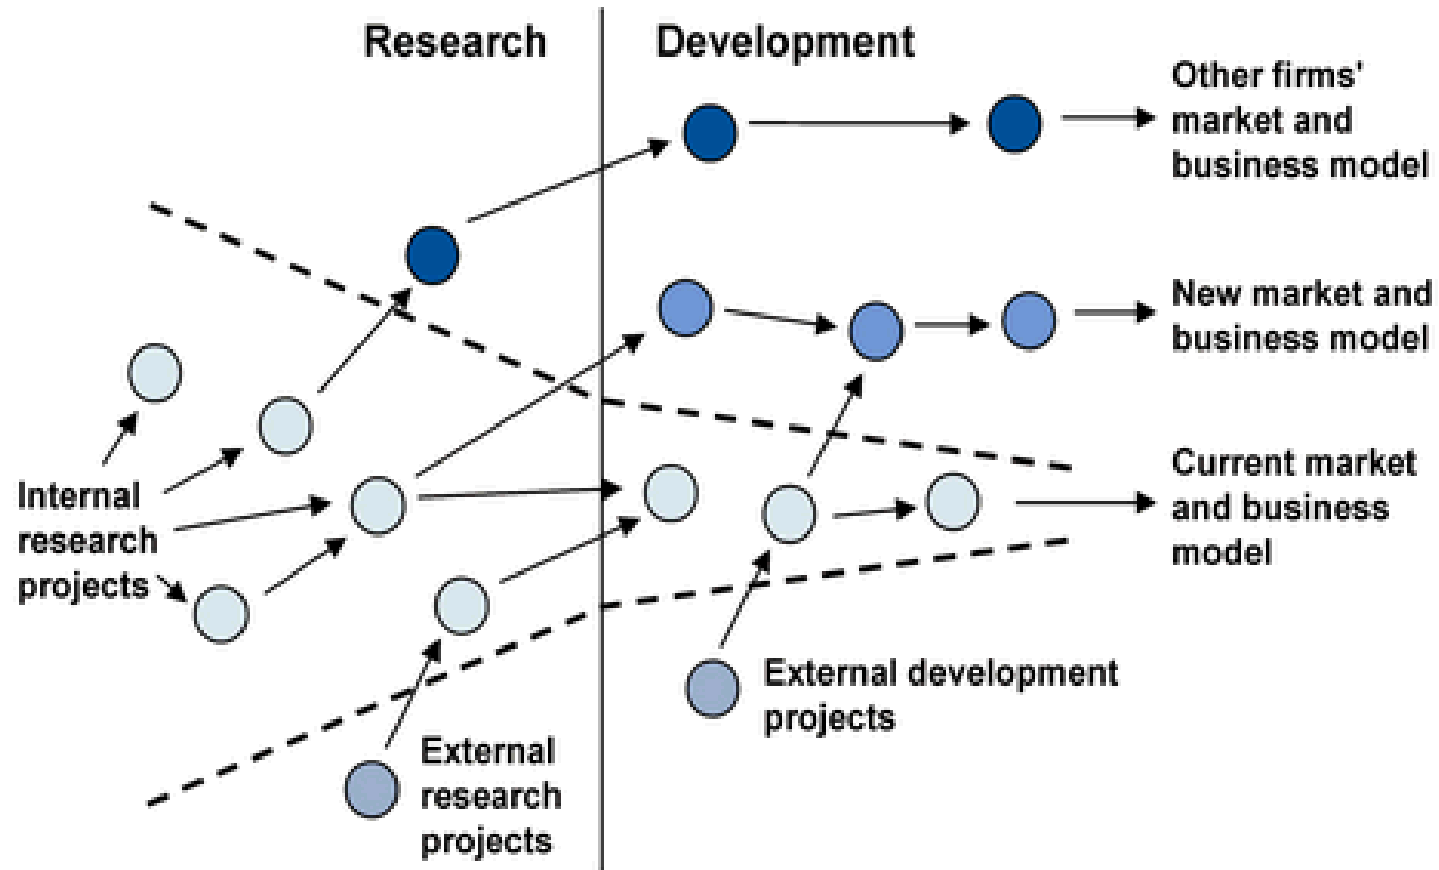 Research
Development
Other firms'
market and
business model
New market and
business model
Current market
and business
model
Internal
research
projects
External development
projects
External
research
projects